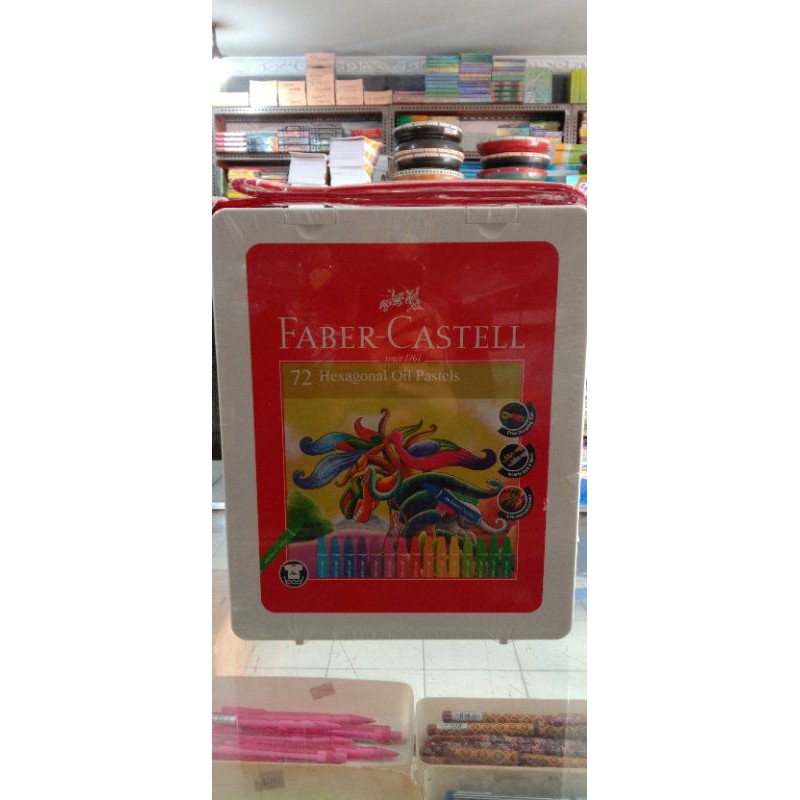 FABER-CASTELL
since 1761
72 Hexagonal Oil Pastels